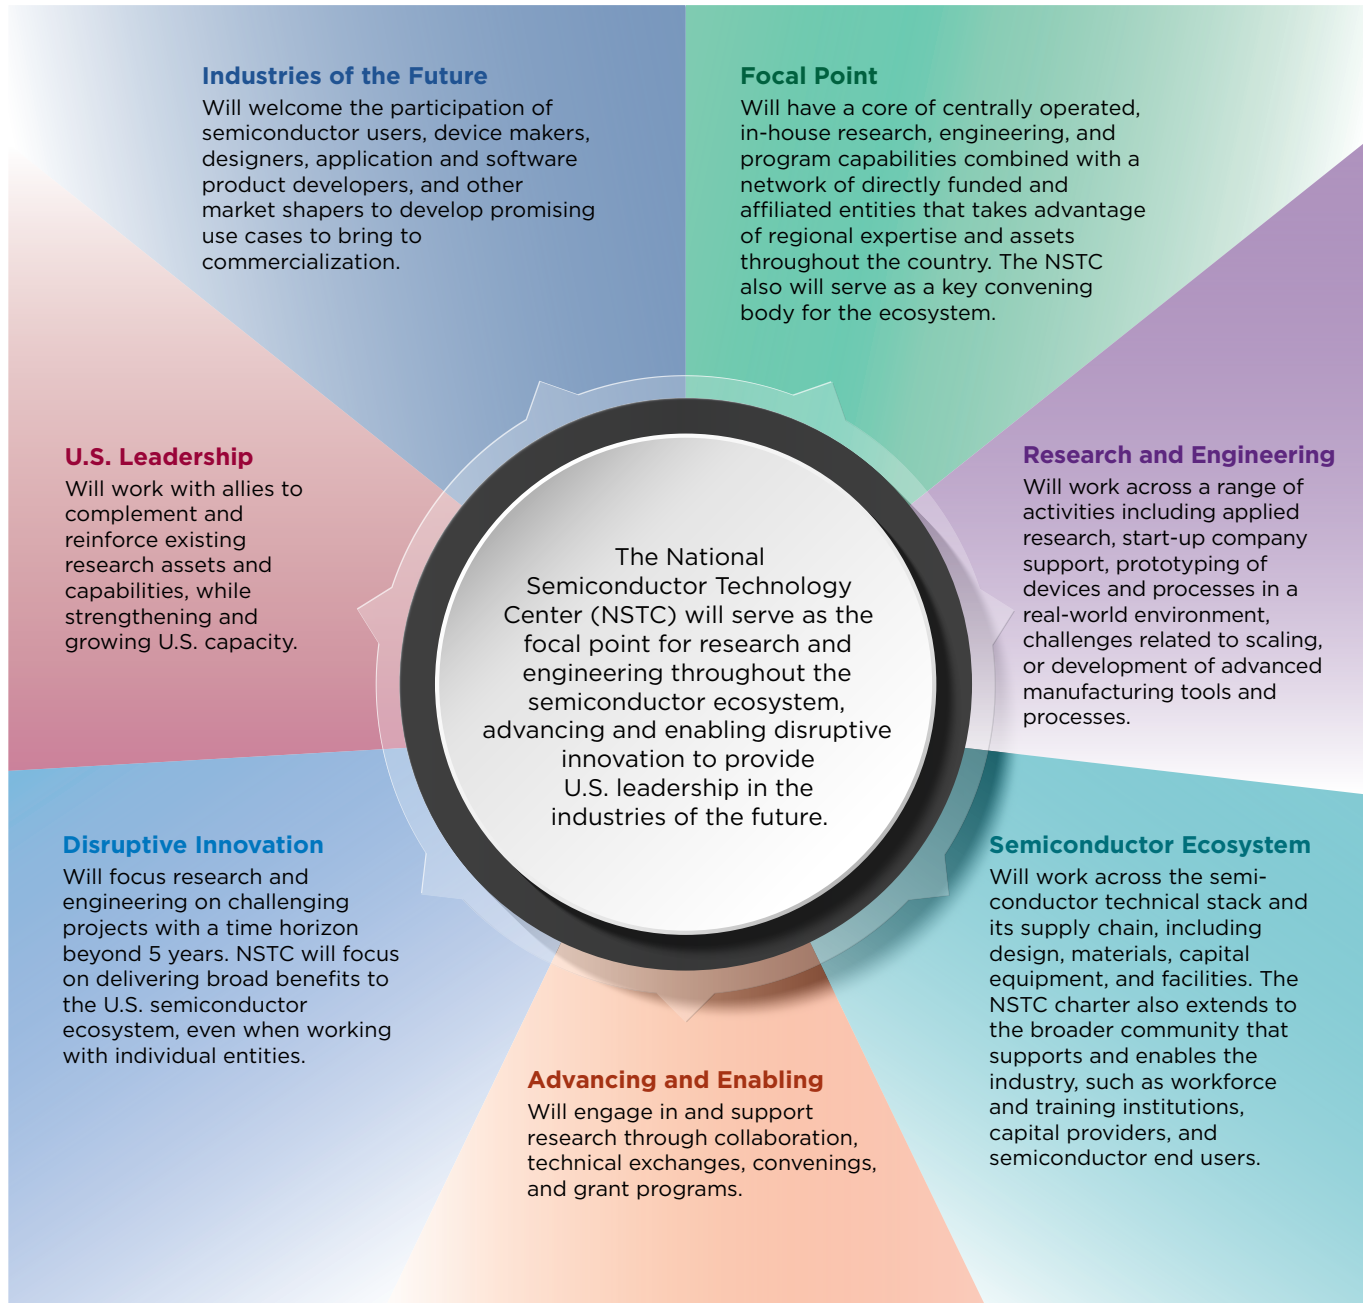 Industries of the Future
Will welcome the participation of
semiconductor users, device makers,
designers, application and software
product developers, and other
market shapers to develop promising
use cases to bring to
commercialization.
Focal Point
Will have a core of centrally operated,
in-house research, engineering, and
program capabilities combined with a
network of directly funded and
affiliated entities that takes advantage
of regional expertise and assets
throughout the country. The NSTC
also will serve as a key convening
body for the ecosystem.
U.S. Leadership
Will work with allies to
complement and
reinforce existing
research assets and
capabilities, while
strengthening and
growing U.S. capacity.
The National
Semiconductor Technology
Center (NSTC) will serve as the
focal point for research and
engineering throughout the
semiconductor ecosystem,
advancing and enabling disruptive
innovation to provide
U.S. leadership in the
industries of the future.
Research and Engineering
Will work across a range of
activities including applied
research, start-up company
support, prototyping of
devices and processes in a
real-world environment,
challenges related to scaling,
or development of advanced
manufacturing tools and
processes.
Disruptive Innovation
Will focus research and
engineering on challenging
projects with a time horizon
beyond 5 years. NSTC will focus
on delivering broad benefits to
the U.S. semiconductor
ecosystem, even when working
with individual entities.
Advancing and Enabling
Will engage in and support
research through collaboration,
technical exchanges, convenings,
and grant programs.
Semiconductor Ecosystem
Will work across the semi-
conductor technical stack and
its supply chain, including
design, materials, capital
equipment, and facilities. The
NSTC charter also extends to
the broader community that
supports and enables the
industry, such as workforce
and training institutions,
capital providers, and
semiconductor end users.